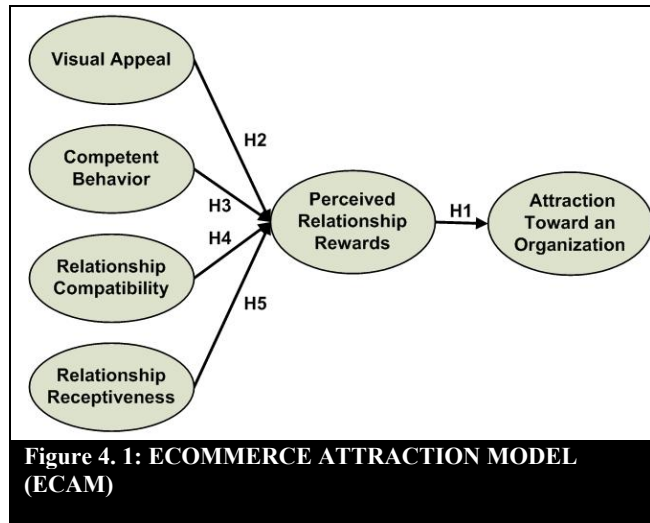 Visual Appeal
H2
Competent
Behavior
H3
Perceived
Relationship
Rewards
H1
Attraction
Toward an
Organization
H4
Relationship
Compatibility
H5
Relationship
Receptiveness
Figure 4. 1: ECOMMERCE ATTRACTION MODEL
(ECAM)